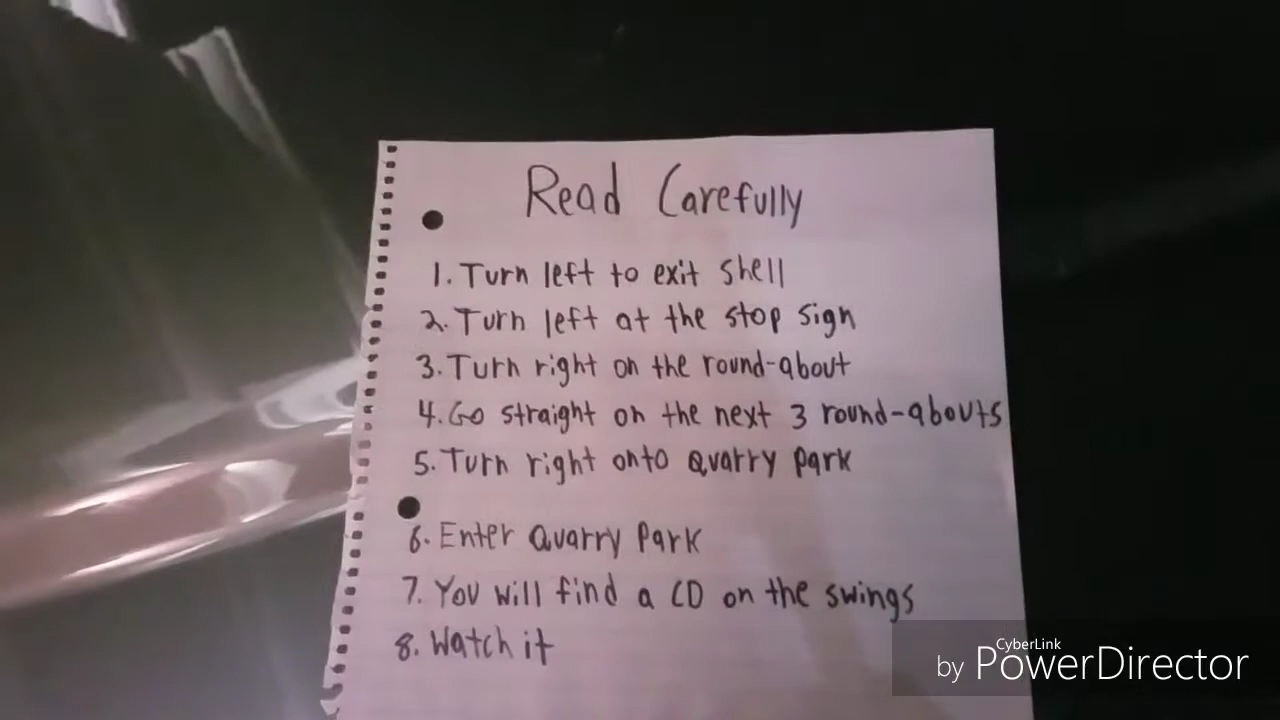 Read Carefully
1. Turn left to exit shell
2. Turn left at the stop sign
3. Turn right on the round-about
4. Go straight on the next 3 round-abouts
5. Turn right onto Quarry park
6. Enter Quarry Park
7. You will find a CD on the swings
8. Watch it
CyberLink
by PowerDirector